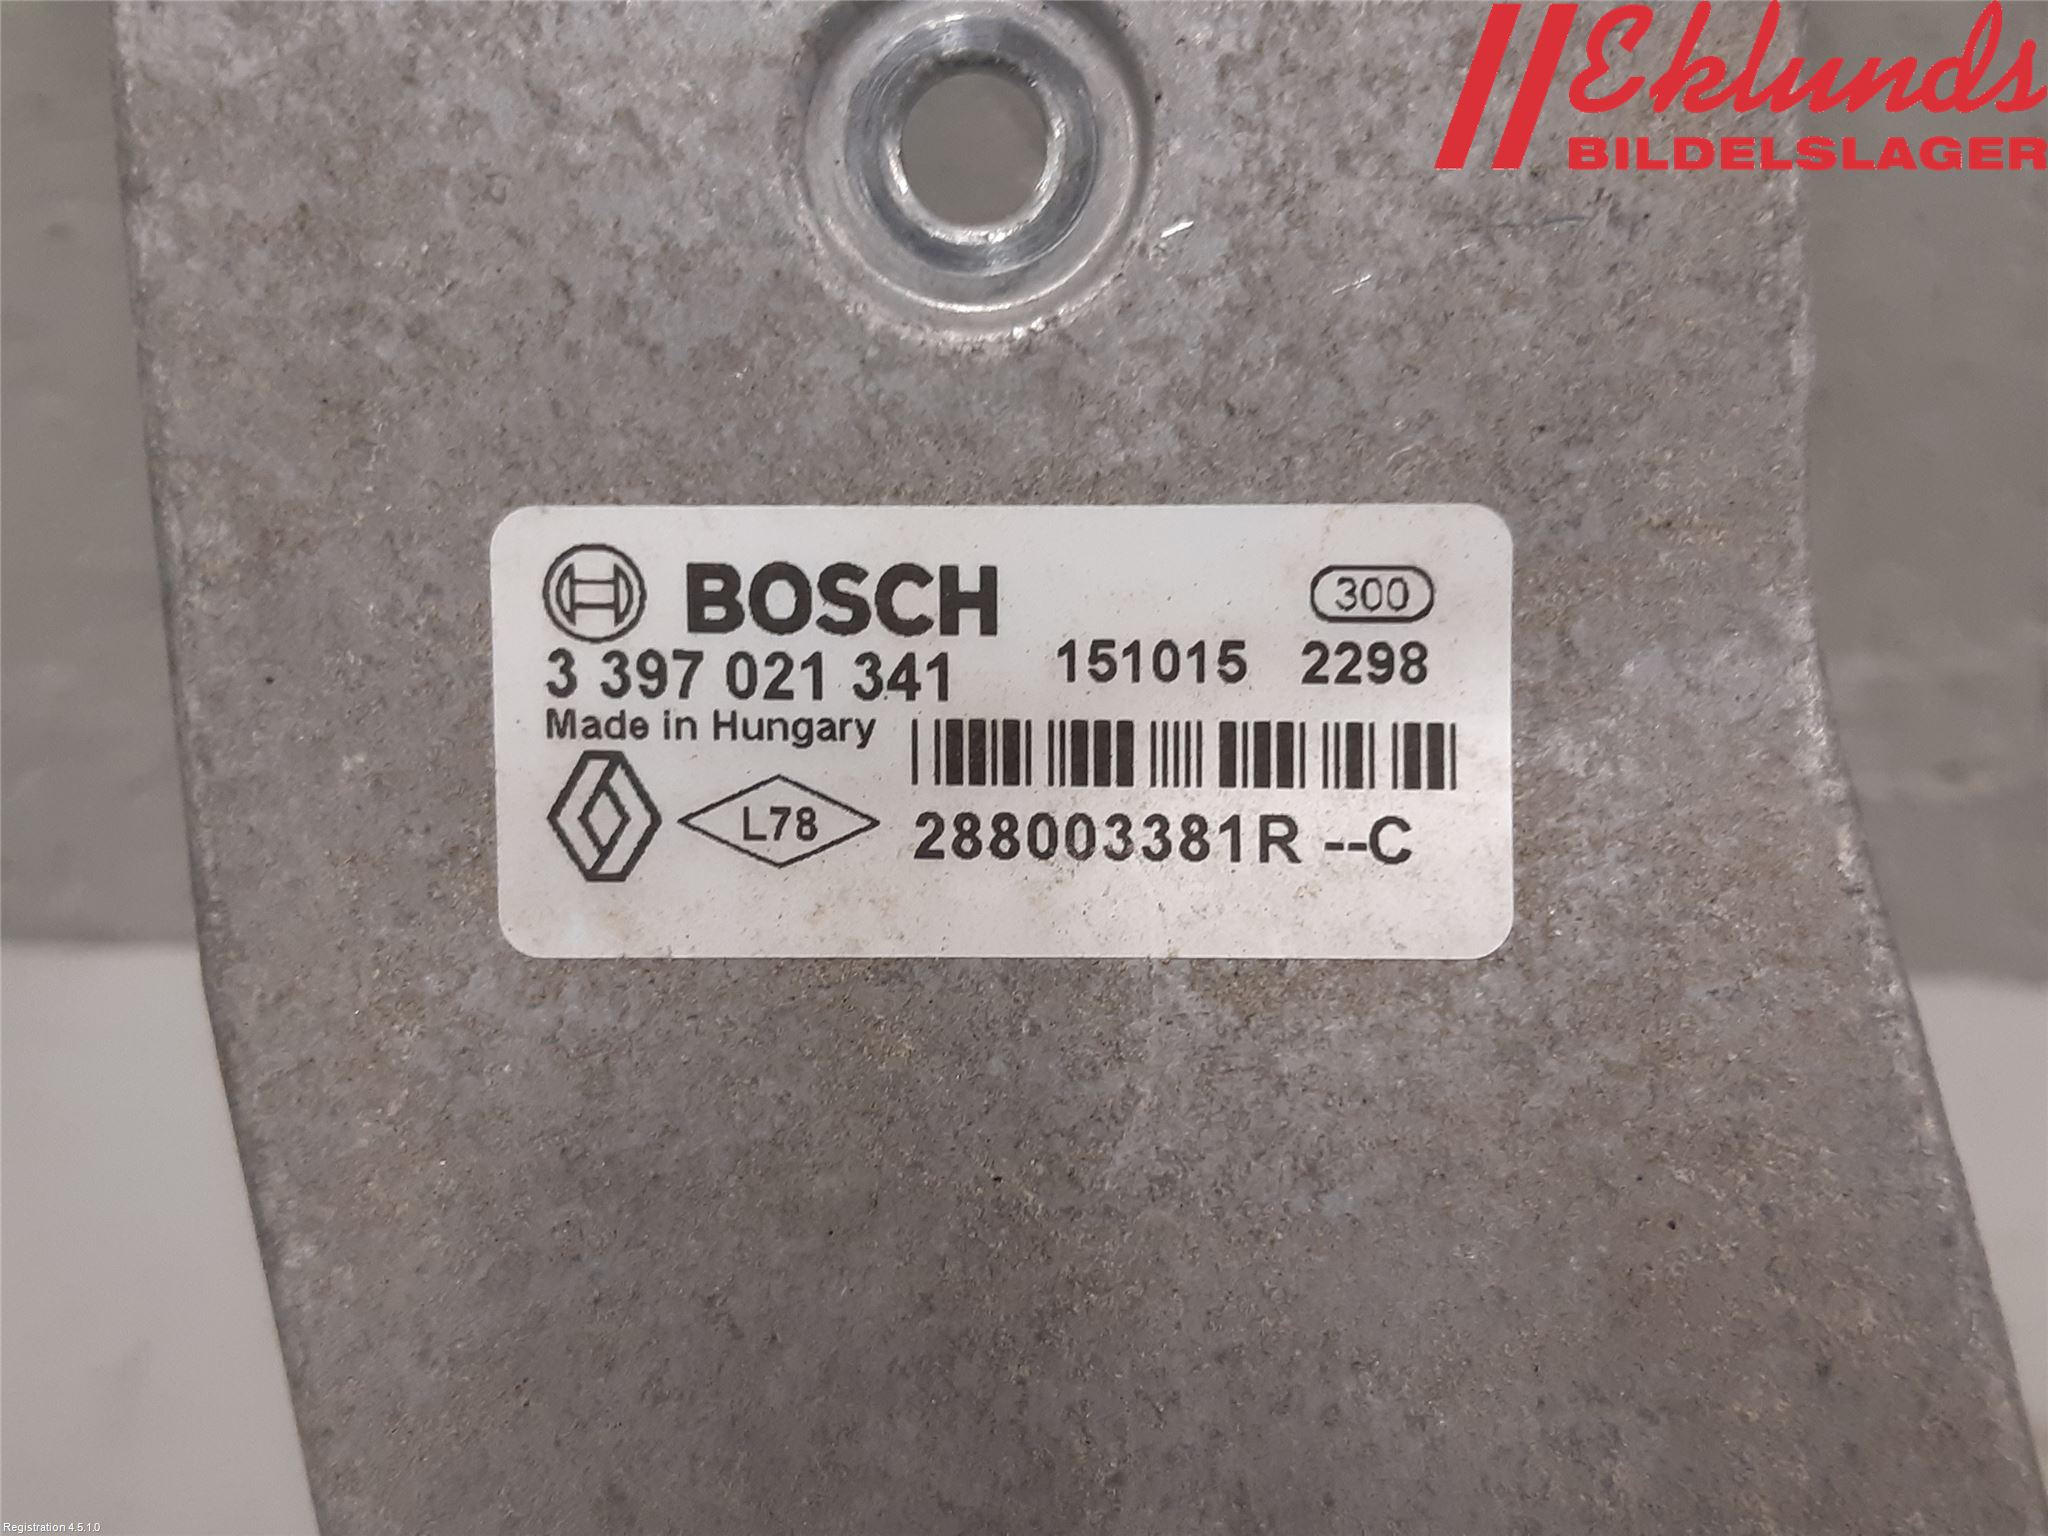 Eklunds
BILDELSLAGER
BOSCH
300
3 397 021 341
151015 2298
Made in Hungary
L78
288003381R --C
Registration 4.5.1.0